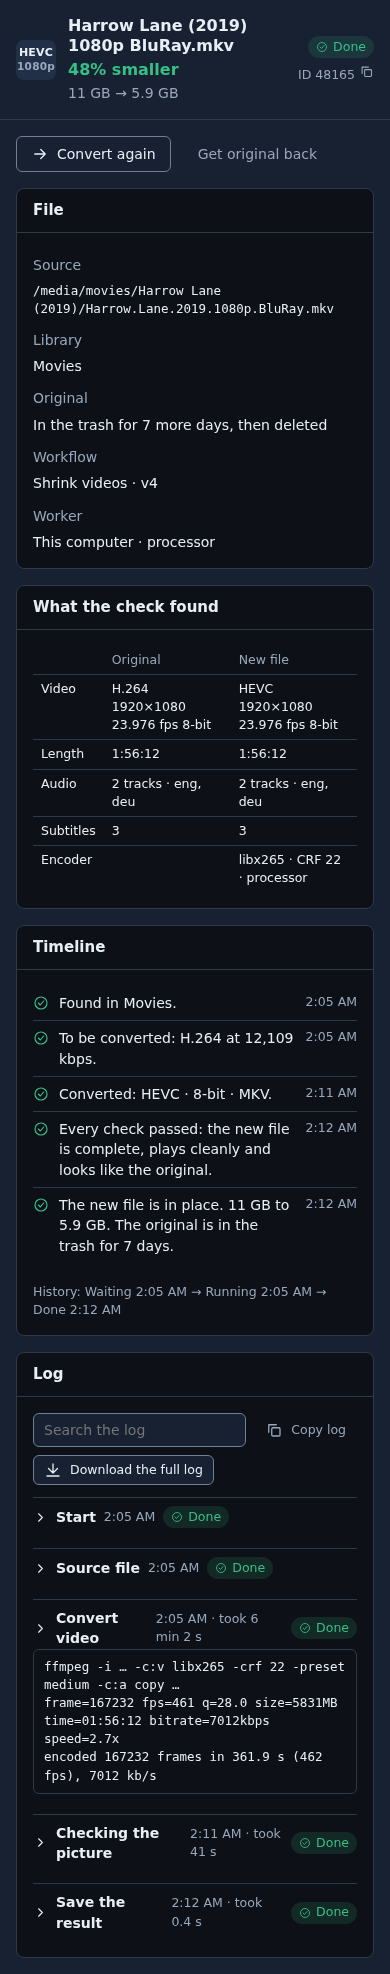 HEVC
1080p
Harrow Lane (2019)
1080p BluRay.mkv
48% smaller
11 GB → 5.9 GB
Done
ID 48165
Convert again
Get original back
File
Source
/media/movies/Harrow Lane
(2019)/Harrow.Lane.2019.1080p.BluRay.mkv
Library
Movies
Original
In the trash for 7 more days, then deleted
Workflow
Shrink videos · v4
Worker
This computer · processor
What the check found
Original New file
Video H.264 HEVC
1920×1080 1920×1080
23.976 fps 8-bit 23.976 fps 8-bit
Length 1:56:12 1:56:12
Audio 2 tracks · eng, 2 tracks · eng,
deu deu
Subtitles 3 3
Encoder libx265 · CRF 22
· processor
Timeline
Found in Movies. 2:05 AM
To be converted: H.264 at 12,109 2:05 AM
kbps.
Converted: HEVC · 8-bit · MKV. 2:11 AM
Every check passed: the new file 2:12 AM
is complete, plays cleanly and
looks like the original.
The new file is in place. 11 GB to 2:12 AM
5.9 GB. The original is in the
trash for 7 days.
History: Waiting 2:05 AM → Running 2:05 AM →
Done 2:12 AM
Log
Search the log
Copy log
Download the full log
Start 2:05 AM Done
Source file 2:05 AM Done
Convert 2:05 AM · took 6 Done
video min 2 s
ffmpeg -i … -c:v libx265 -crf 22 -preset
medium -c:a copy …
frame=167232 fps=461 q=28.0 size=5831MB
time=01:56:12 bitrate=7012kbps
speed=2.7x
encoded 167232 frames in 361.9 s (462
fps), 7012 kb/s
Checking the 2:11 AM · took Done
picture 41 s
Save the 2:12 AM · took Done
result 0.4 s